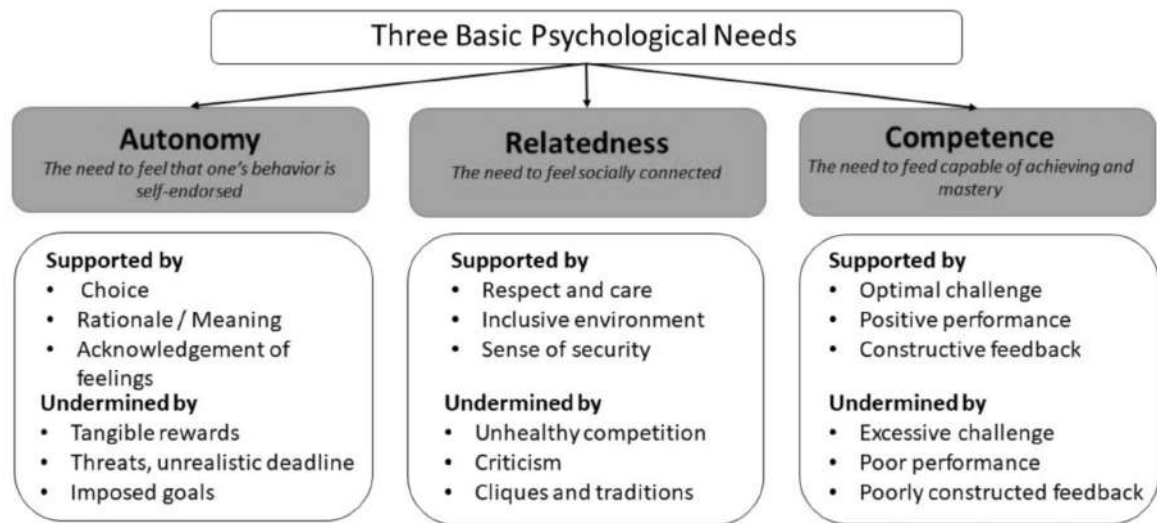 Three Basic Psychological Needs
Autonomy
The need to feel that one's behavior is
self-endorsed
Supported by
• Choice
• Rationale / Meaning
• Acknowledgement of
feelings
Undermined by
• Tangible rewards
• Threats, unrealistic deadline
• Imposed goals
Relatedness
The need to feel socially connected
Supported by
• Respect and care
• Inclusive environment
• Sense of security
Undermined by
• Unhealthy competition
• Criticism
• Cliques and traditions
Competence
The need to feed capable of achieving and
mastery
Supported by
• Optimal challenge
• Positive performance
• Constructive feedback
Undermined by
• Excessive challenge
• Poor performance
• Poorly constructed feedback